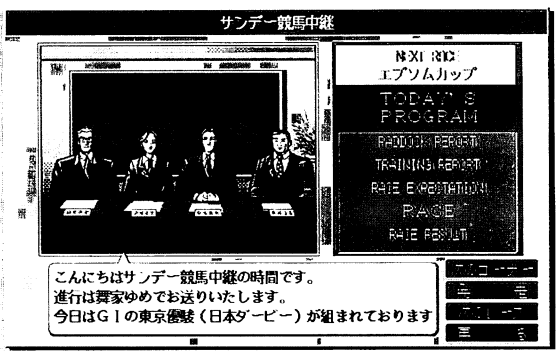 サンデー競馬中継
NEXT RACE
エプソムカップ
TODAY'S
PROGRAM
PADDOCK REPORT
TRAINING REPORT
RACE EXPECTATION
RACE
RACE RESULT
こんにちはサンデー競馬中継の時間です。
進行は舞家ゆめでお送りいたします。
今日はGⅠの東京優駿(日本ダービー)が組まれております